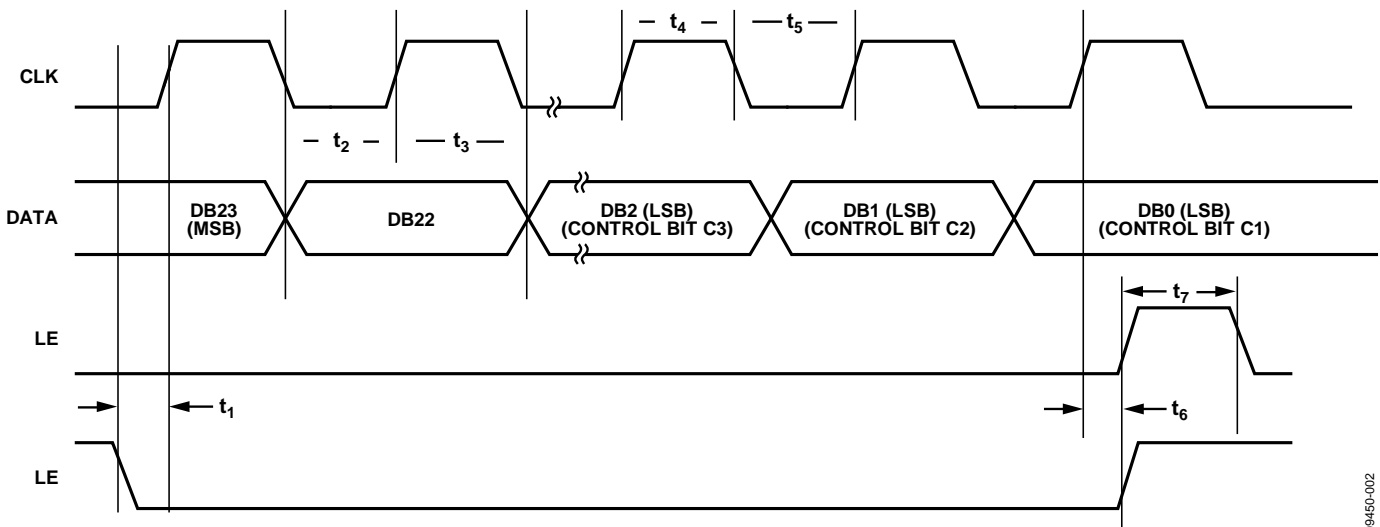 t4
t5
CLK
t2
t3
DATA
DB23
(MSB)
DB22
DB2 (LSB)
(CONTROL BIT C3)
DB1 (LSB)
(CONTROL BIT C2)
DB0 (LSB)
(CONTROL BIT C1)
t7
LE
t1
t6
LE
09450-002